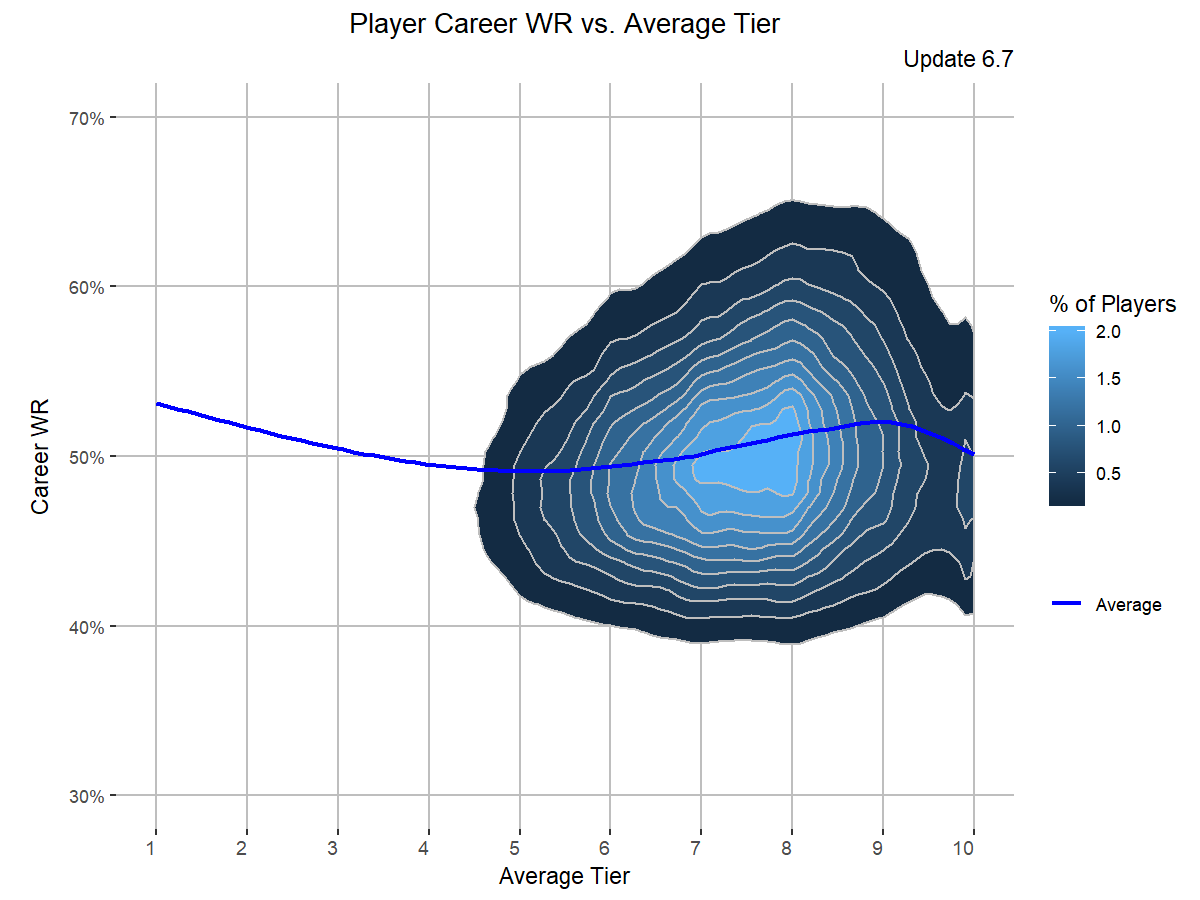 Player Career WR vs. Average Tier
Update 6.7
70%
60%
50%
40%
30%
Career WR
1 2 3 4 5 6 7 8 9 10
Average Tier
% of Players
2.0
1.5
1.0
0.5
Average